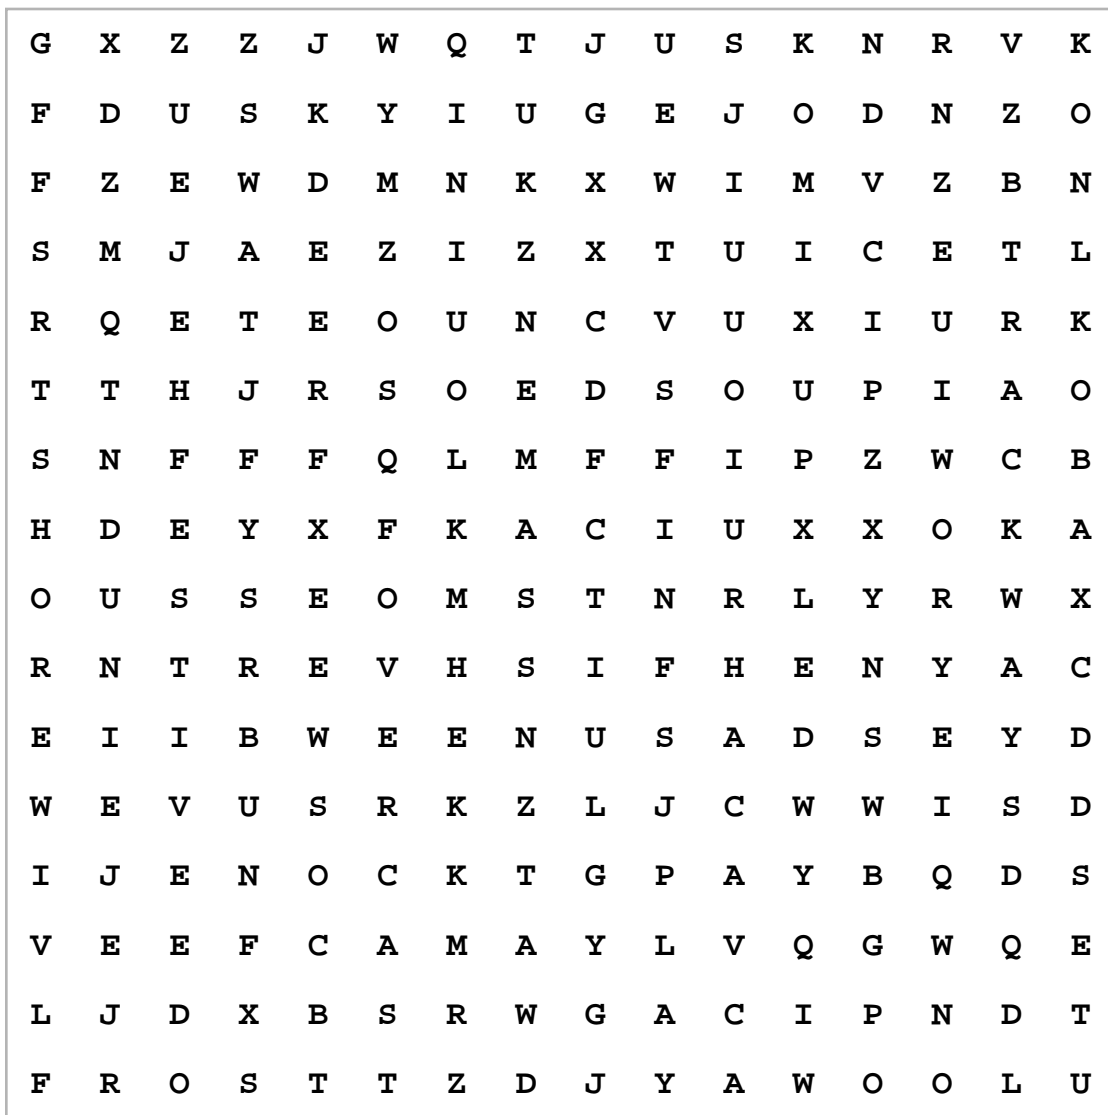 G X Z Z J W Q T J U S K N R V K
F D U S K Y I U G E J O D N Z O
F Z E W D M N K X W I M V Z B N
S M J A E Z I Z X T U I C E T L
R Q E T E O U N C V U X I U R K
T T H J R S O E D S O U P I A O
S N F F F Q L M F F I P Z W C B
H D E Y X F K A C I U X X O K A
O U S S E O M S T N R L Y R W X
R N T R E V H S I F H E N Y A C
E I I B W E E N U S A D S E Y D
W E V U S R K Z L J C W W I S D
I J E N O C K T G P A Y B Q D S
V E E F C A M A Y L V Q G W Q E
L J D X B S R W G A C I P N D T
F R O S T T Z D J Y A W O O L U